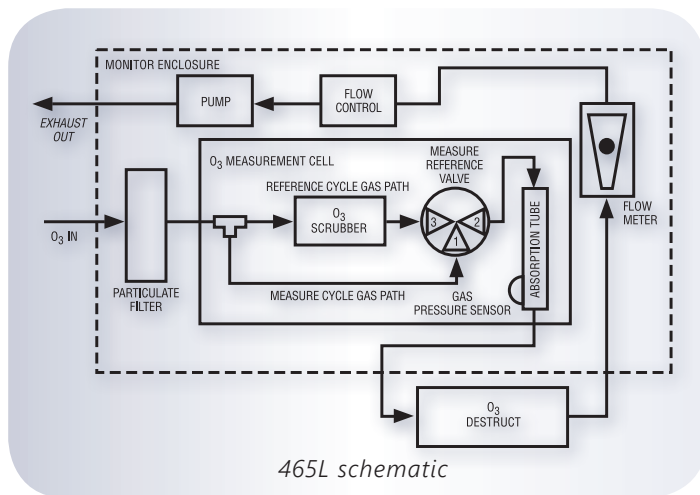 MONITOR ENCLOSURE
PUMP
FLOW
CONTROL
EXHAUST
OUT
O₃ MEASUREMENT CELL
MEASURE
REFERENCE
VALVE
REFERENCE CYCLE GAS PATH
O₃
SCRUBBER
3
2
1
ABSORPTION TUBE
FLOW
METER
O₃ IN
PARTICULATE
FILTER
MEASURE CYCLE GAS PATH
GAS
PRESSURE SENSOR
O₃
DESTRUCT
465L schematic